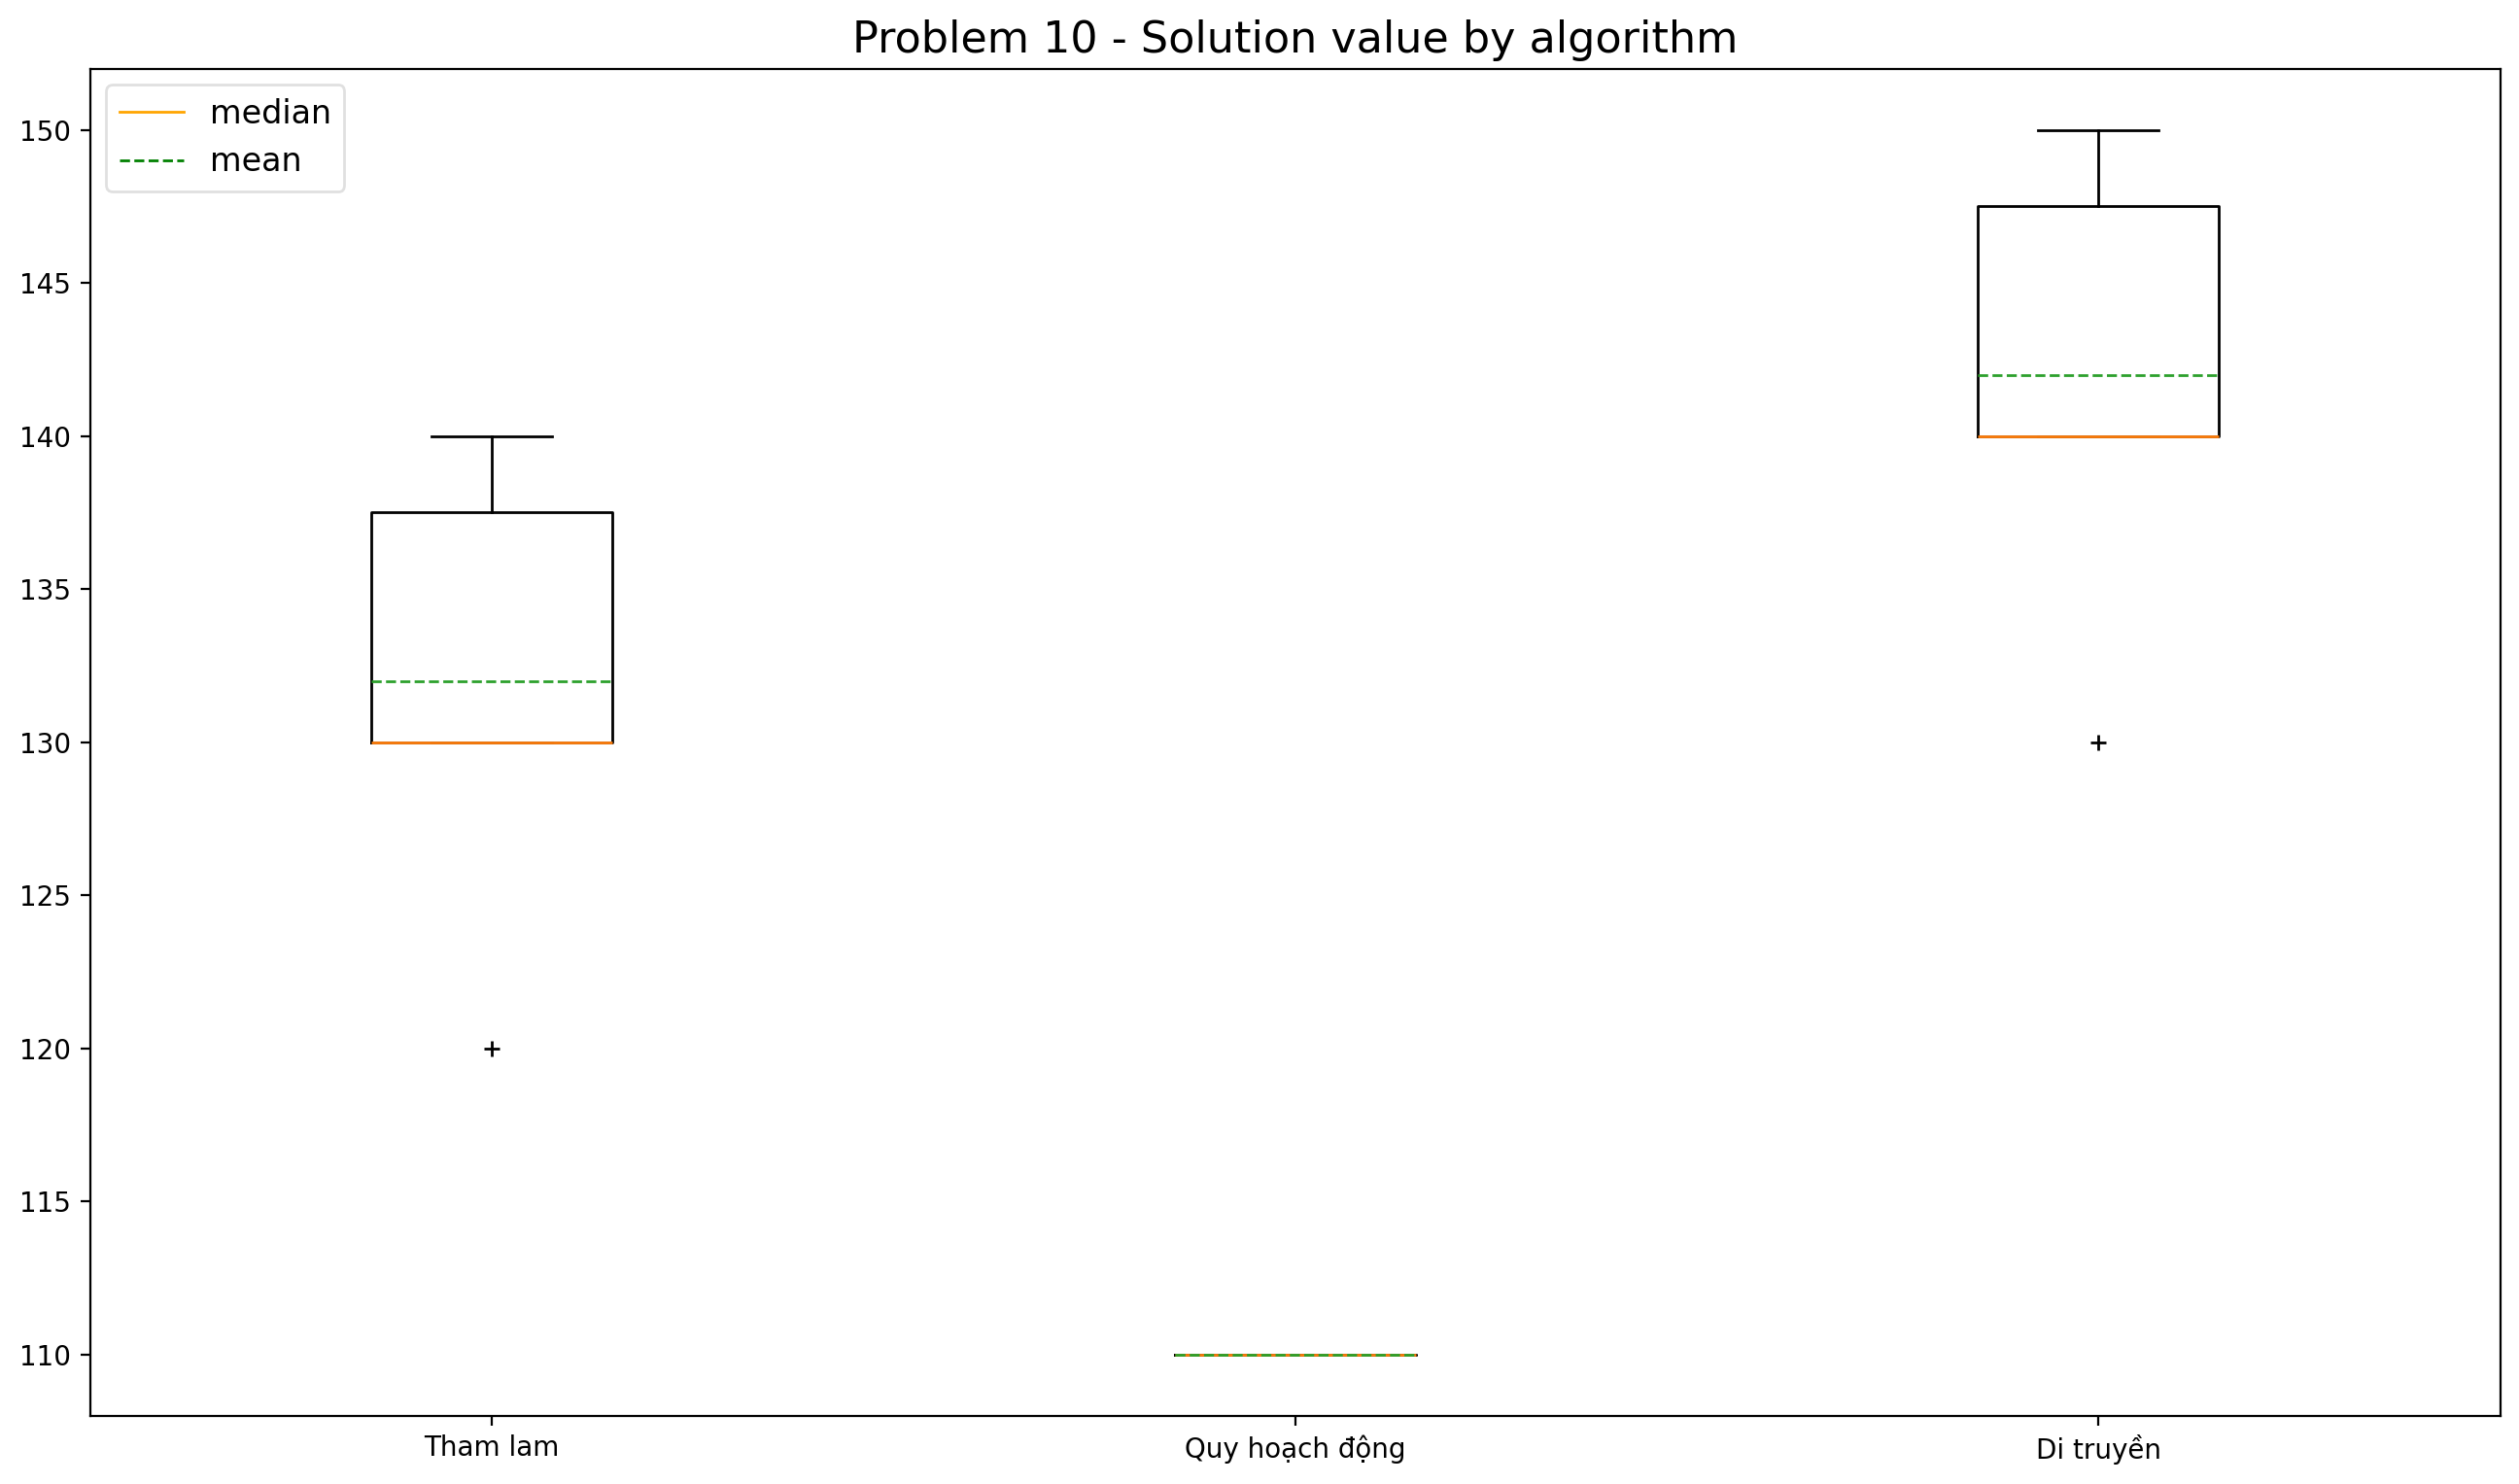 Problem 10 - Solution value by algorithm
median
mean
150
145
140
135
130
125
120
115
110
Tham lam
Quy hoạch động
Di truyền